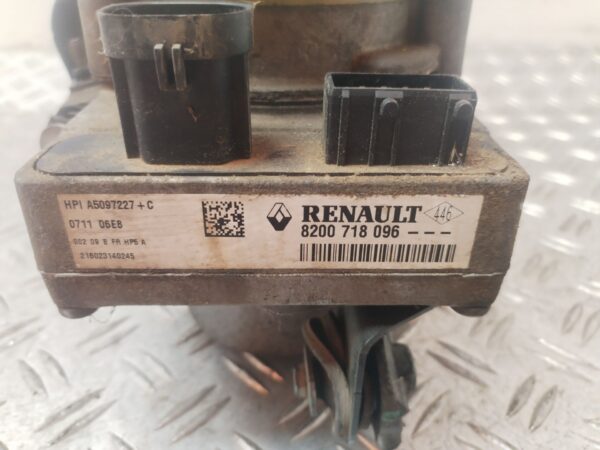 HPI A5097227+C
0711 D6E8
002 09 E FR HP5 A
216023140245
RENAULT 446
8200 718 096 ---